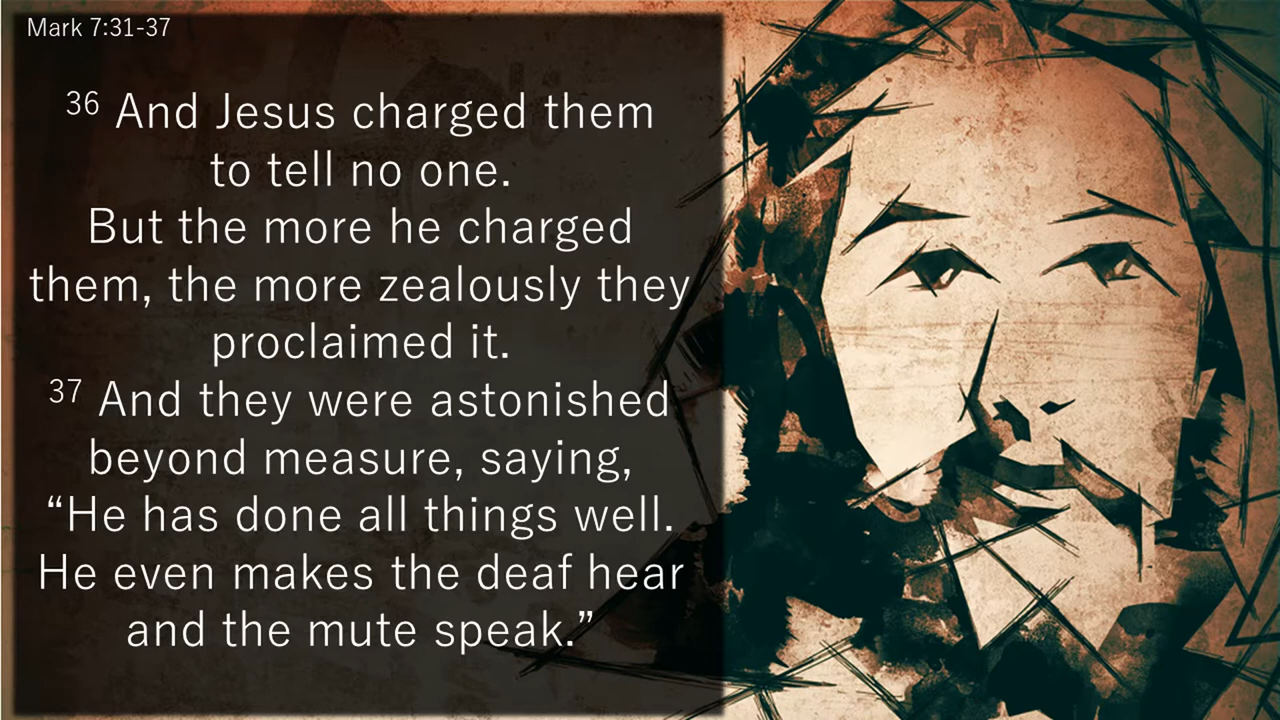 Mark 7:31-37
36 And Jesus charged them
to tell no one.
But the more he charged
them, the more zealously they
proclaimed it.
37 And they were astonished
beyond measure, saying,
“He has done all things well.
He even makes the deaf hear
and the mute speak.”